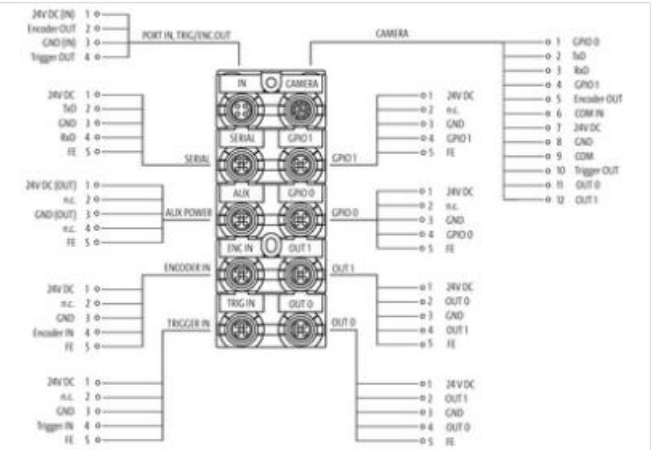 24V DC (IN) 1
Encoder OUT 2
GND (IN) 3
Trigger OUT 4
PORT IN, TRIG/ENC.OUT
CAMERA
1 GPIO 0
2 TxD
3 RxD
4 GPIO 1
5 Encoder OUT
6 COM IN
7 24V DC
8 GND
9 COM
10 Trigger OUT
11 OUT 0
12 OUT 1
IN CAMERA
SERIAL GPIO 1
AUX GPIO 0
ENC IN OUT 1
TRIG IN OUT 0
24V DC 1
TxD 2
GND 3
RxD 4
FE 5
SERIAL
1 24V DC
2 n.c.
3 GND
4 GPIO 1
5 FE
GPIO 1
24V DC (OUT) 1
n.c. 2
GND (OUT) 3
n.c. 4
FE 5
AUX POWER
1 24V DC
2 n.c.
3 GND
4 GPIO 0
5 FE
GPIO 0
ENCODER IN
24V DC 1
n.c. 2
GND 3
Encoder IN 4
FE 5
OUT 1
1 24V DC
2 OUT 0
3 GND
4 OUT 1
5 FE
TRIGGER IN
24V DC 1
n.c. 2
GND 3
Trigger IN 4
FE 5
OUT 0
1 24 V DC
2 OUT 1
3 GND
4 OUT 0
5 FE